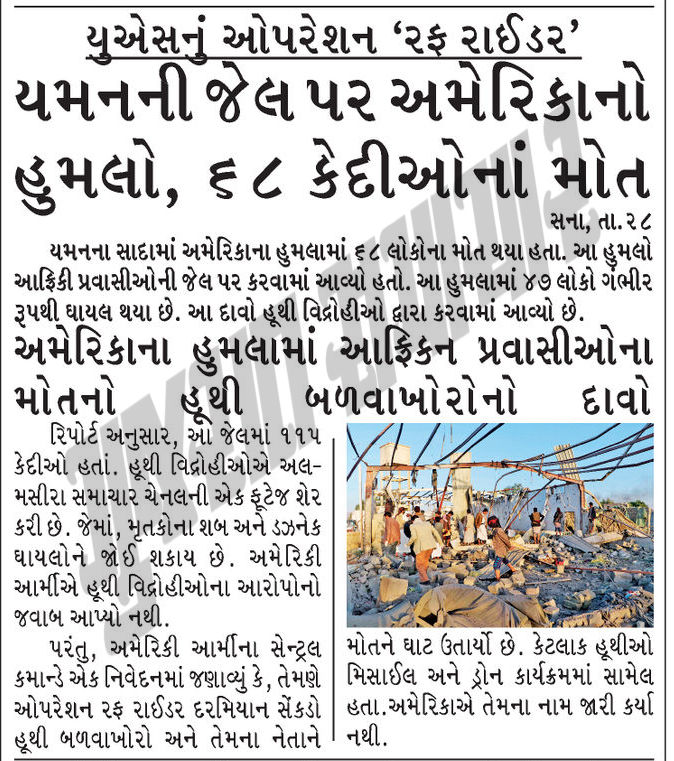 યુએસનું ઓપરેશન ‘રફ રાઈડર’
યમનની જેલ પર અમેરિકાનો
હુમલો, ૬૮ કેદીઓનાં મોત
સના, તા.૨૮
યમનના સાદામાં અમેરિકાના હુમલામાં ૬૮ લોકોના મોત થયા હતા. આ હુમલો
આફ્રિકી પ્રવાસીઓની જેલ પર કરવામાં આવ્યો હતો. આ હુમલામાં ૪૭ લોકો ગંભીર
રૂપથી ઘાયલ થયા છે. આ દાવો હૂથી વિદ્રોહીઓ દ્વારા કરવામાં આવ્યો છે.
અમેરિકાના હુમલામાં આફ્રિકન પ્રવાસીઓના
મોતનો હૂથી બળવાખોરોનો દાવો
રિપોર્ટ અનુસાર, આ જેલમાં ૧૧૫
કેદીઓ હતાં. હૂથી વિદ્રોહીઓએ અલ-
મસીરા સમાચાર ચેનલની એક ફૂટેજ શેર
કરી છે. જેમાં, મૃતકોના શબ અને ડઝનેક
ઘાયલોને જોઈ શકાય છે. અમેરિકી
આર્મીએ હૂથી વિદ્રોહીઓના આરોપોનો
જવાબ આપ્યો નથી.
પરંતુ, અમેરિકી આર્મીના સેન્ટ્રલ
કમાન્ડે એક નિવેદનમાં જણાવ્યું કે, તેમણે
ઓપરેશન રફ રાઈડર દરમિયાન સેંકડો
હૂથી બળવાખોરો અને તેમના નેતાને
મોતને ઘાટ ઉતાર્યો છે. કેટલાક હૂથીઓ
મિસાઈલ અને ડ્રોન કાર્યક્રમમાં સામેલ
હતા.અમેરિકાએ તેમના નામ જારી કર્યા
નથી.